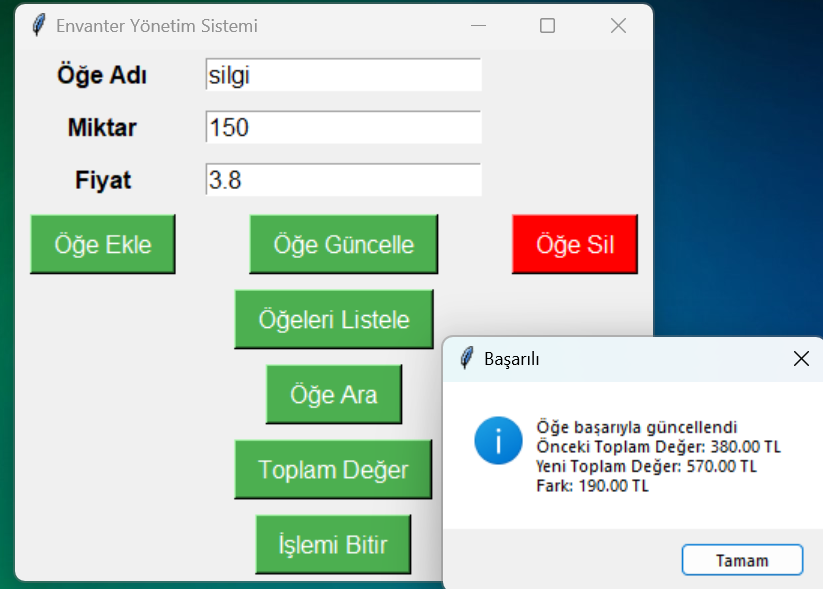 Envanter Yönetim Sistemi
Öğe Adı
silgi
Miktar
150
Fiyat
3.8
Öğe Ekle
Öğe Güncelle
Öğe Sil
Öğeleri Listele
Öğe Ara
Toplam Değer
İşlemi Bitir
Başarılı
Öğe başarıyla güncellendi
Önceki Toplam Değer: 380.00 TL
Yeni Toplam Değer: 570.00 TL
Fark: 190.00 TL
Tamam